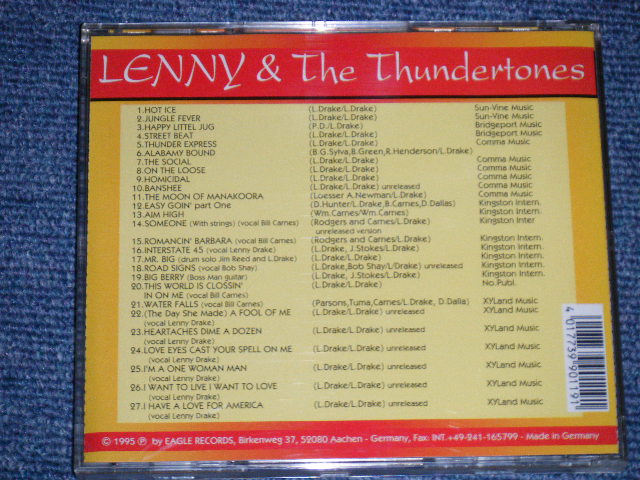 LENNY & The Thundertones
1.HOT ICE (L.Drake/L.Drake) Sun-Vine Music
2.JUNGLE FEVER (L.Drake/L.Drake) Sun-Vine Music
3.HAPPY LITTEL JUG (P.D./L.Drake) Bridgeport Music
4.STREET BEAT (L.Drake/L.Drake) Bridgeport Music
5.THUNDER EXPRESS (L.Drake/L.Drake) Comma Music
6.ALABAMY BOUND (B.G.Sylva,B.Green,R.Henderson/L.Drake)
7.THE SOCIAL (L.Drake/L.Drake) Comma Music
8.ON THE LOOSE (L.Drake/L.Drake) Comma Music
9.HOMICIDAL (L.Drake/L.Drake) Comma Music
10.BANSHEE (L.Drake/L.Drake) unreleased Comma Music
11.THE MOON OF MANAKOORA (Loesser A.Newman/L.Drake) Comma Music
12.EASY GOIN' part One (D.Hunter/L.Drake,B.Carnes,D.Dallas) Kingston Intern.
13.AIM HIGH (Wm.Carnes/Wm.Carnes) Kingston Intern.
14.SOMEONE (With strings) (vocal Bill Carnes) (Rodgers and Carnes/L.Drake) Kingston Inter
unreleased version
15.ROMANCIN' BARBARA (vocal Bill Carnes) (Rodgers and Carnes/L.Drake) Kingston Intern.
16.INTERSTATE 45 (vocal Lenny Drake) (L.Drake, J.Stokes/L.Drake) Kingston Intern.
17.MR. BIG (drum solo Jim Reed and L.Drake) (L.Drake/L.Drake) Kingston Intern.
18.ROAD SIGNS (vocal Bob Shay) (L.Drake,Bob Shay/L.Drake) unreleased Kingston Intern.
19.BIG BERRY (Boss Man guitar) (L.Drake, J.Stokes/L.Drake) Kingston Intern.
20.THIS WORLD IS CLOSSIN' (L.Drake/L.Drake) No.Publ.
IN ON ME (vocal Bill Carnes)
21.WATER FALLS (vocal Bill Carnes) (Parsons,Tuma,Carnes/L.Drake, D.Dalla) XYLand Music
22.(The Day She Made) A FOOL OF ME (L.Drake/L.Drake) unreleased XYLand Music
(vocal Lenny Drake)
23.HEARTACHES DIME A DOZEN (L.Drake/L.Drake) unreleased XYLand Music
(vocal Lenny Drake)
24.LOVE EYES CAST YOUR SPELL ON ME (L.Drake/L.Drake) unreleased XYLand Music
(vocal Lenny Drake)
25.I'M A ONE WOMAN MAN (L.Drake/L.Drake) unreleased XYLand Music
(vocal Lenny Drake)
26.I WANT TO LIVE I WANT TO LOVE (L.Drake/L.Drake) unreleased XYLand Music
(vocal Lenny Drake)
27.I HAVE A LOVE FOR AMERICA (L.Drake/L.Drake) unreleased XYLand Music
(vocal Lenny Drake)
4 017739 901191
© 1995 ℗ by EAGLE RECORDS, Birkenweg 37, 52080 Aachen - Germany, Fax: INT.+49-241-165799 - Made in Germany